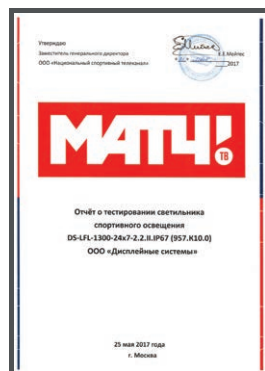 Утверждаю
Заместитель генерального директора
ООО «Национальный спортивный телеканал»
2017
МАТЧ!
ТВ
Отчёт о тестировании светильника
спортивного освещения
DS-LFL-1300-24x7-2.2.II.IP67 (957.К10.0)
ООО «Дисплейные системы»
25 мая 2017 года
г. Москва